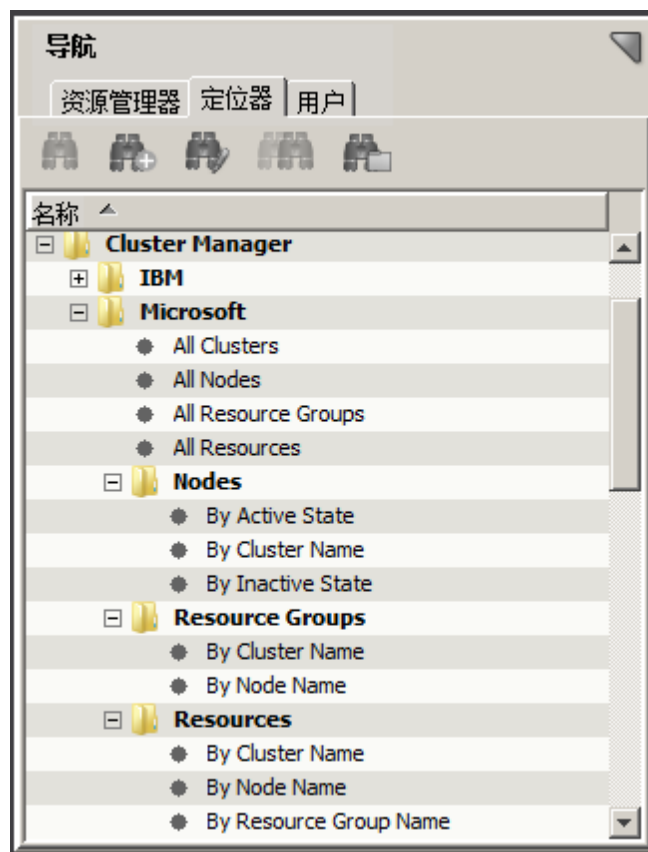 导航
资源管理器 定位器 用户
名称
Cluster Manager
IBM
Microsoft
All Clusters
All Nodes
All Resource Groups
All Resources
Nodes
By Active State
By Cluster Name
By Inactive State
Resource Groups
By Cluster Name
By Node Name
Resources
By Cluster Name
By Node Name
By Resource Group Name